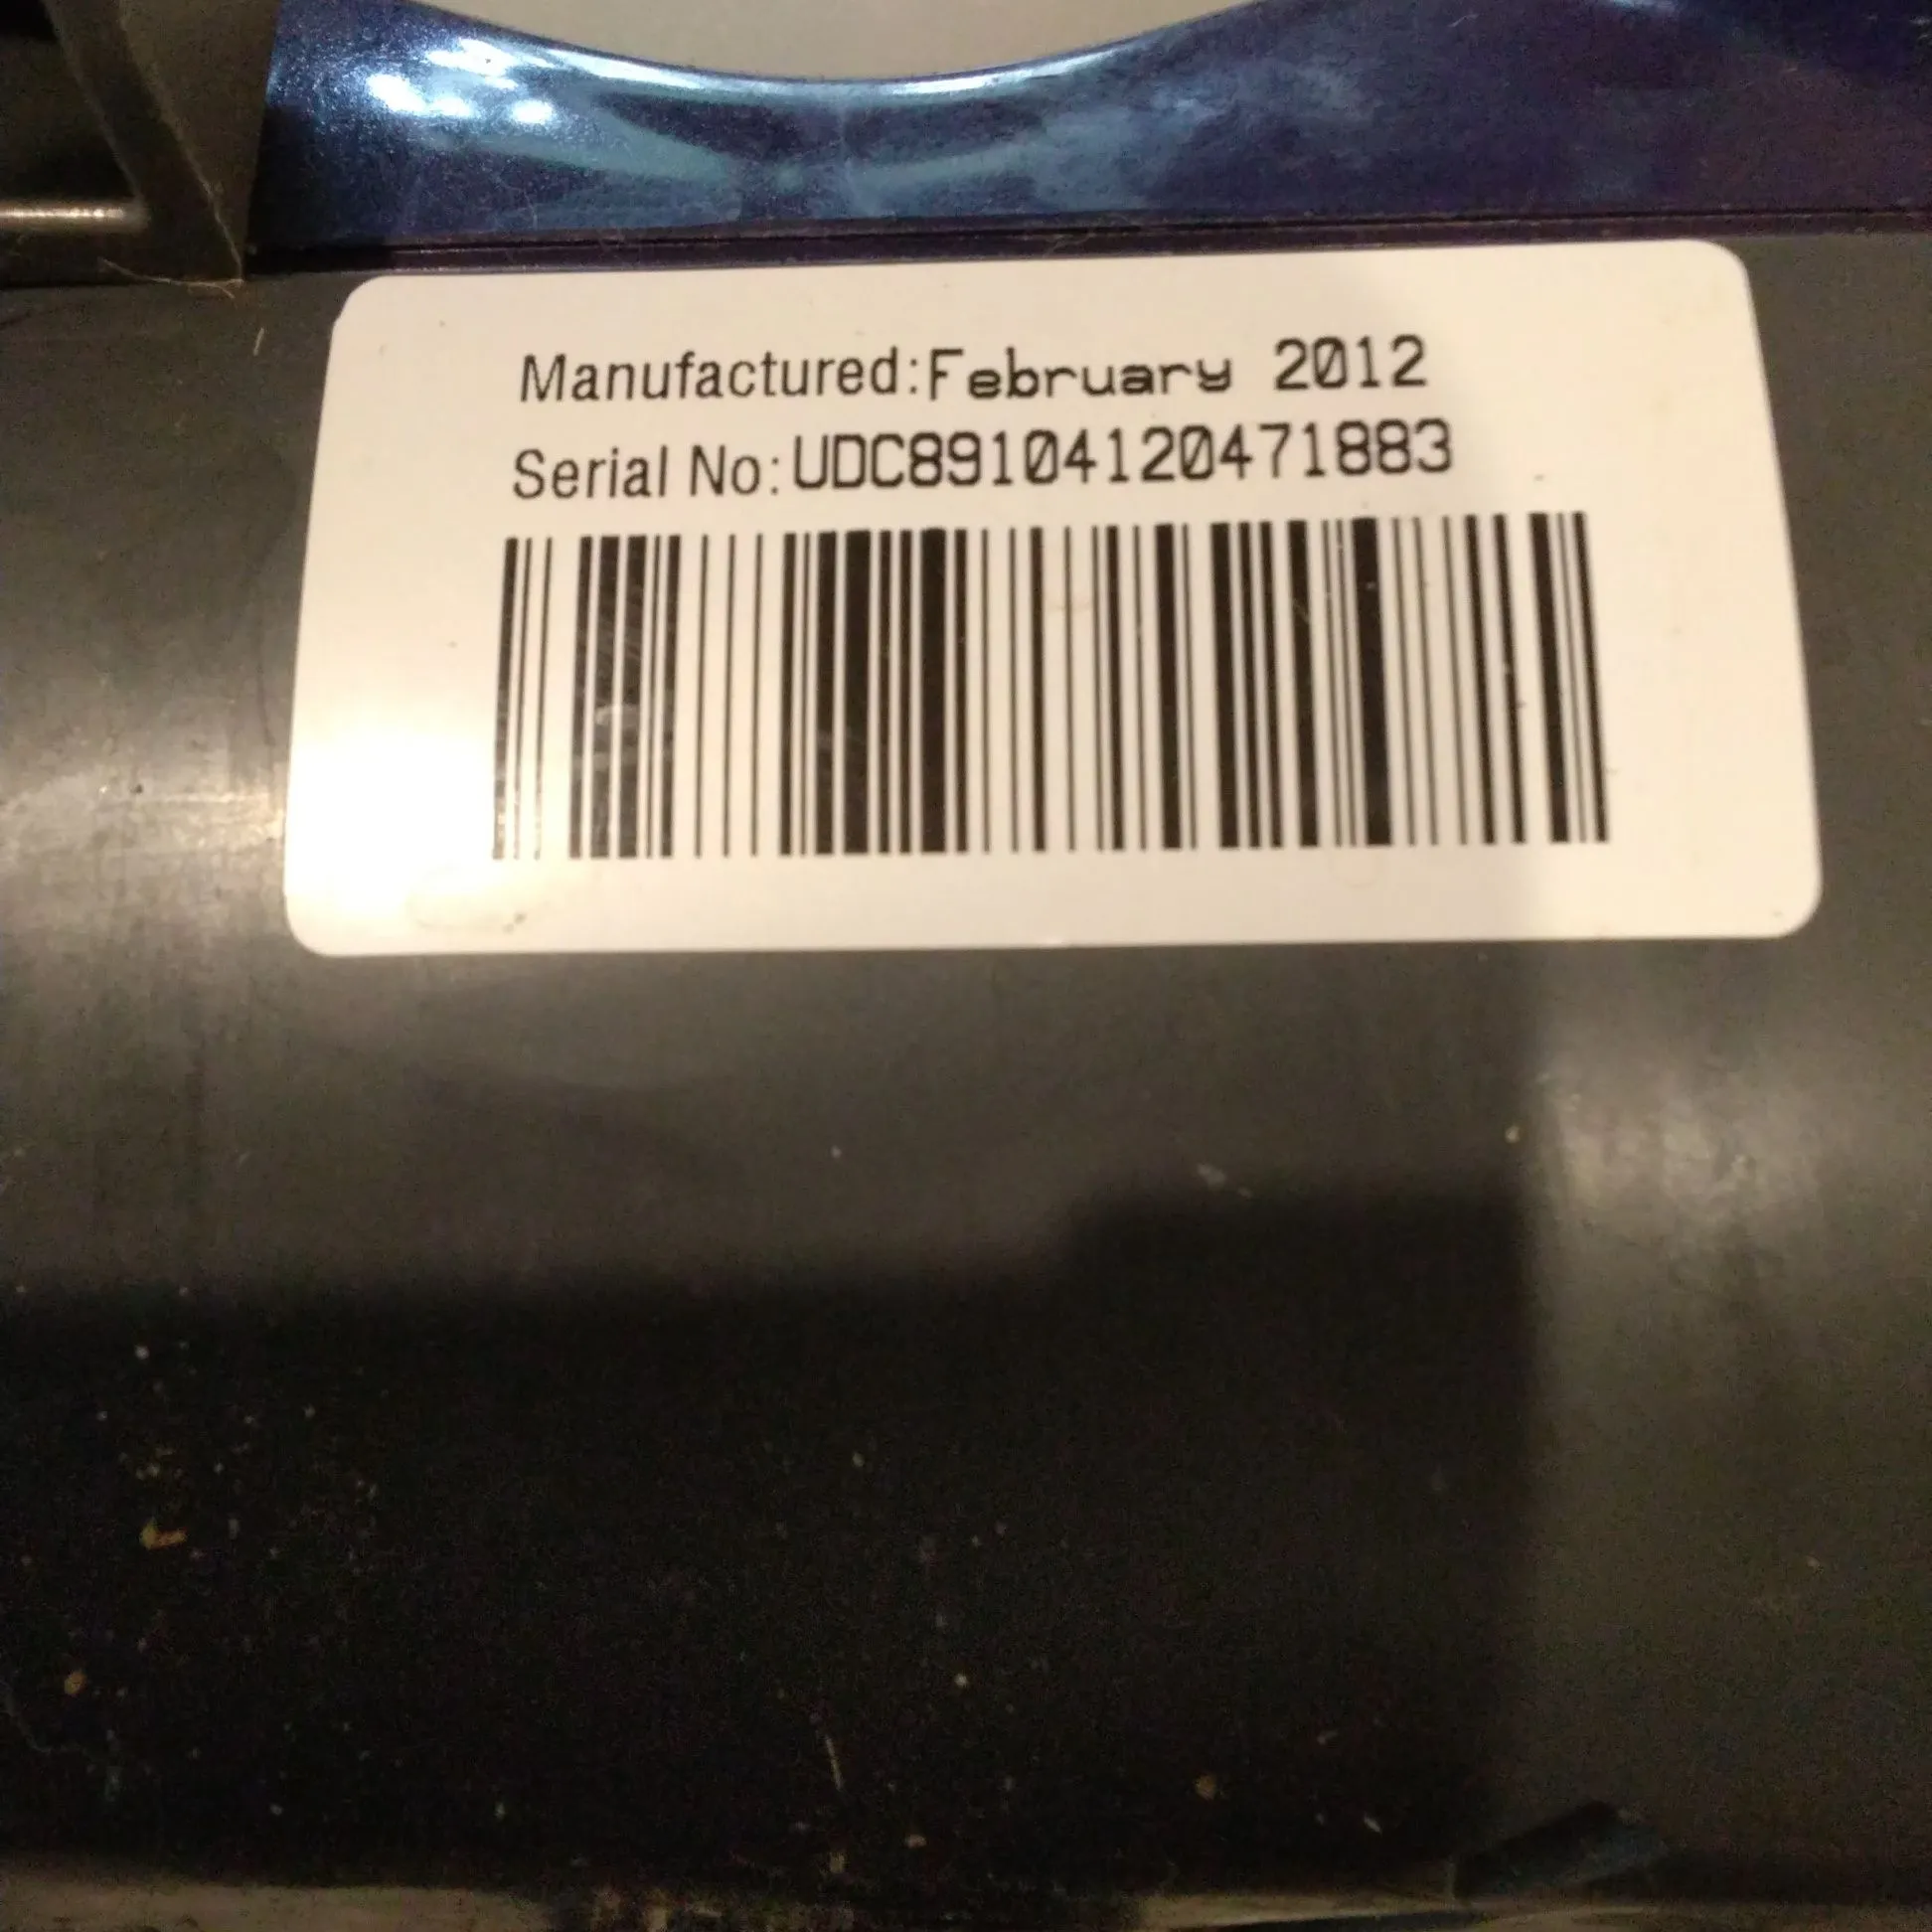 Manufactured:February 2012
Serial No:UDC89104120471883